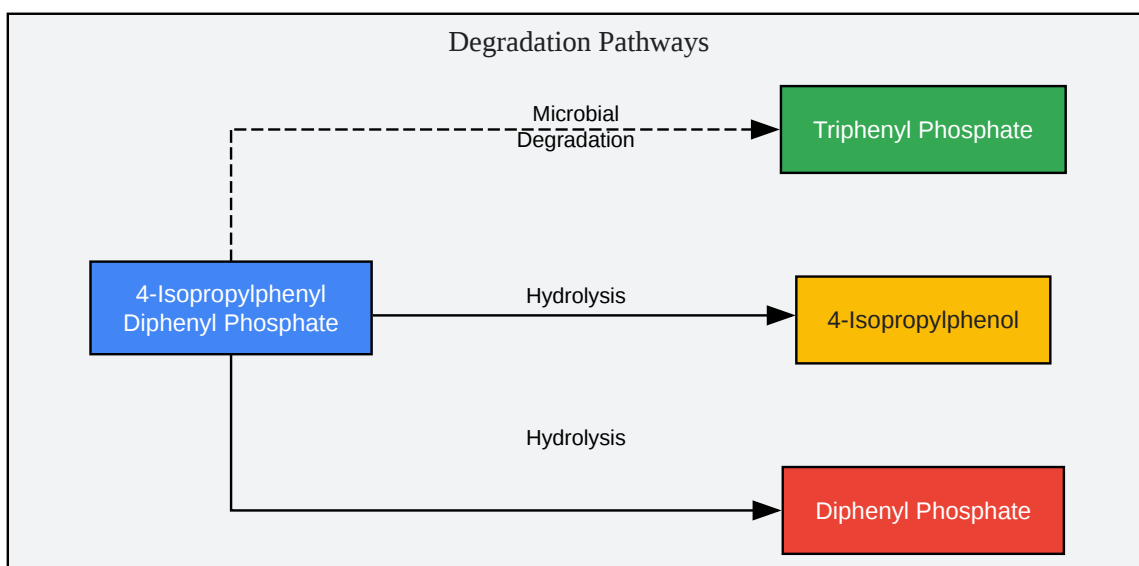 Degradation Pathways
Microbial
Degradation
Triphenyl Phosphate
4-Isopropylphenyl
Diphenyl Phosphate
Hydrolysis
4-Isopropylphenol
Hydrolysis
Diphenyl Phosphate